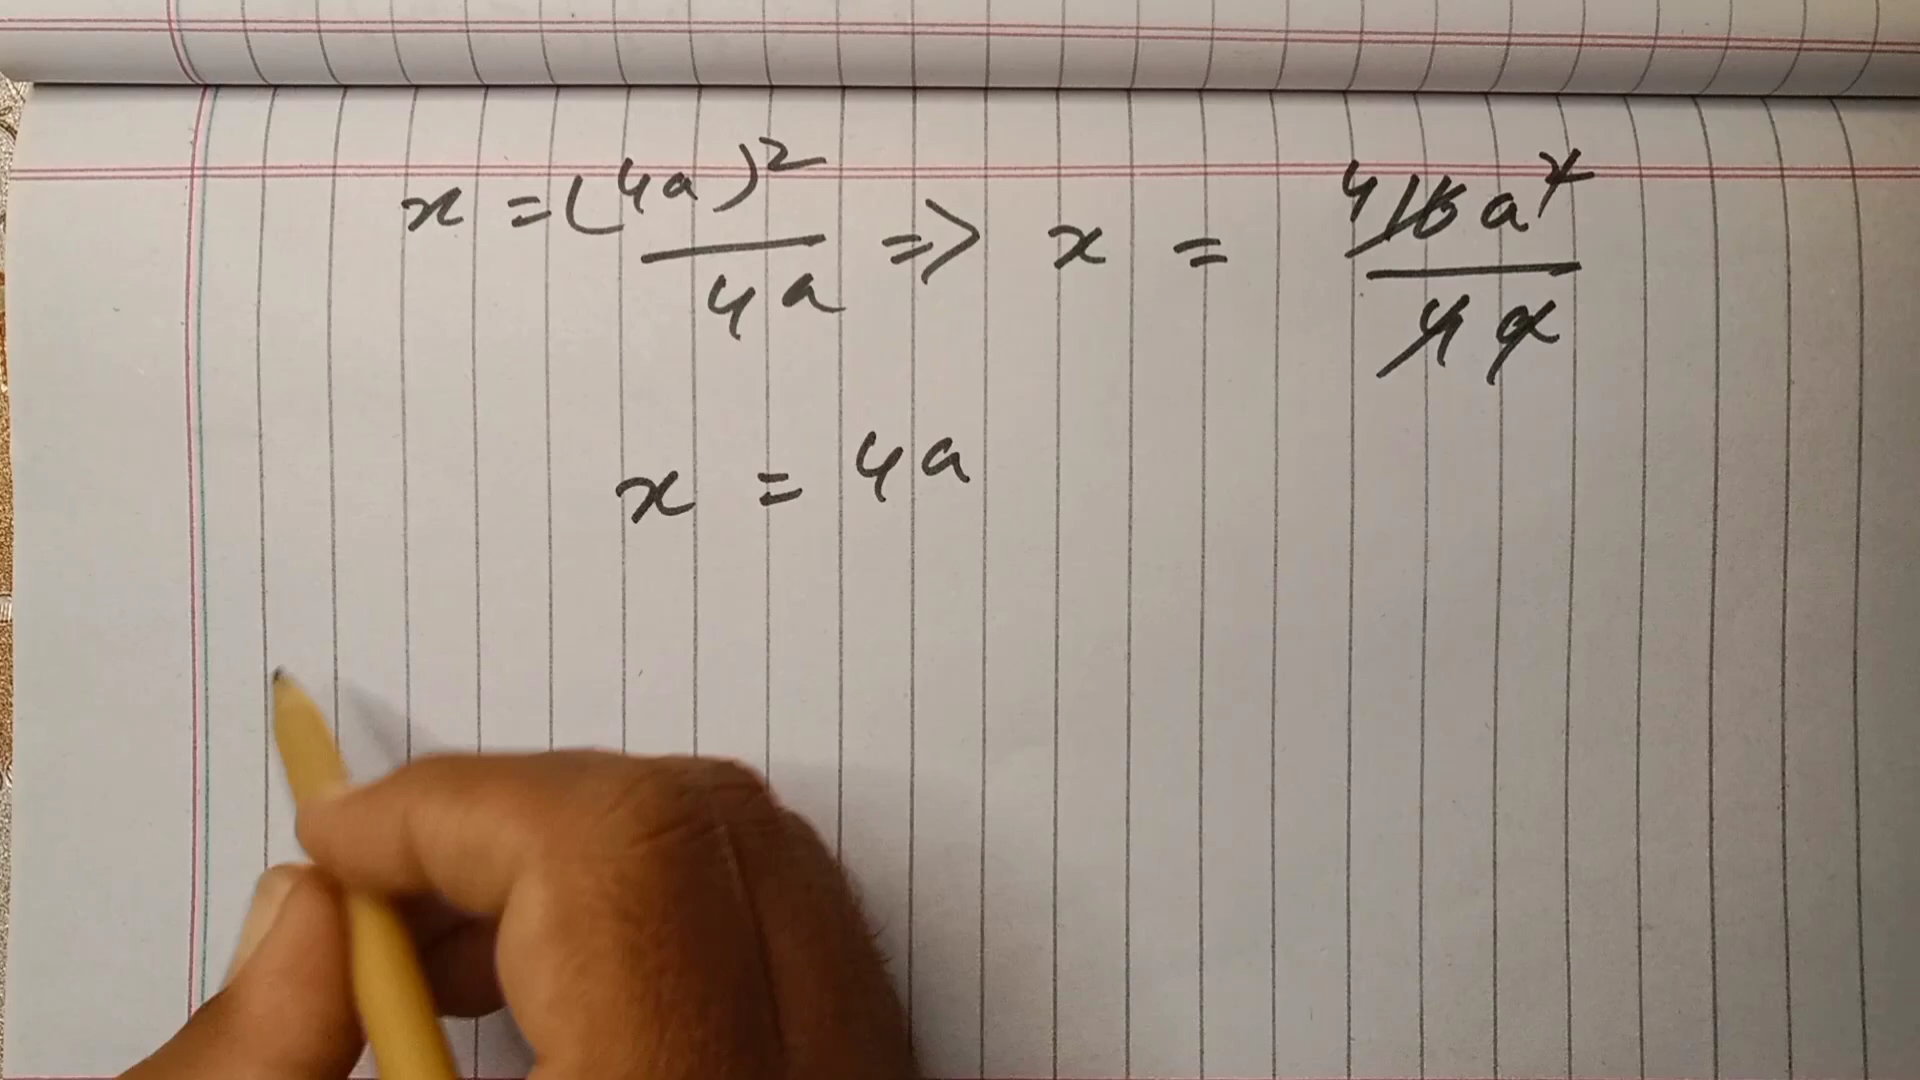 x = (4a)² / 4a => x = 4 16 a² / 4 a
x = 4a